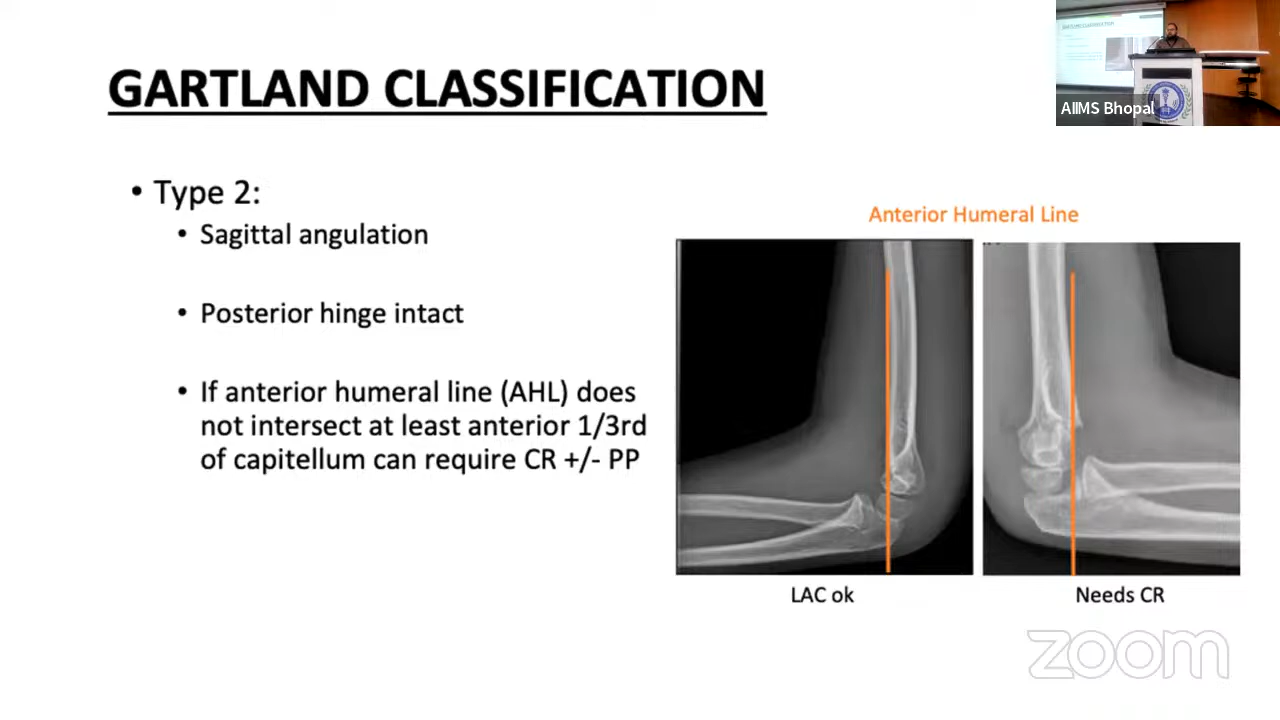 GARTLAND CLASSIFICATION
AIIMS Bhopal
• Type 2:
• Sagittal angulation
• Posterior hinge intact
• If anterior humeral line (AHL) does
not intersect at least anterior 1/3rd
of capitellum can require CR +/- PP
Anterior Humeral Line
LAC ok
Needs CR
zoom